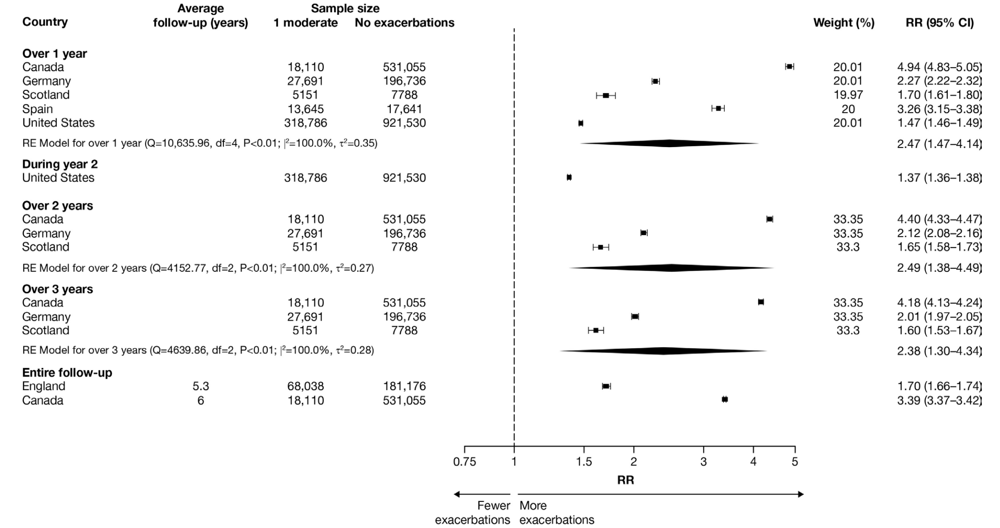 Average Sample size
Country follow-up (years) 1 moderate No exacerbations Weight (%) RR (95% CI)
Over 1 year
Canada 18,110 531,055 20.01 4.94 (4.83–5.05)
Germany 27,691 196,736 20.01 2.27 (2.22–2.32)
Scotland 5151 7788 19.97 1.70 (1.61–1.80)
Spain 13,645 17,641 20 3.26 (3.15–3.38)
United States 318,786 921,530 20.01 1.47 (1.46–1.49)
RE Model for over 1 year (Q=10,635.96, df=4, P<0.01; |²=100.0%, τ²=0.35) 2.47 (1.47–4.14)
During year 2
United States 318,786 921,530 1.37 (1.36–1.38)
Over 2 years
Canada 18,110 531,055 33.35 4.40 (4.33–4.47)
Germany 27,691 196,736 33.35 2.12 (2.08–2.16)
Scotland 5151 7788 33.3 1.65 (1.58–1.73)
RE Model for over 2 years (Q=4152.77, df=2, P<0.01; |²=100.0%, τ²=0.27) 2.49 (1.38–4.49)
Over 3 years
Canada 18,110 531,055 33.35 4.18 (4.13–4.24)
Germany 27,691 196,736 33.35 2.01 (1.97–2.05)
Scotland 5151 7788 33.3 1.60 (1.53–1.67)
RE Model for over 3 years (Q=4639.86, df=2, P<0.01; |²=100.0%, τ²=0.28) 2.38 (1.30–4.34)
Entire follow-up
England 5.3 68,038 181,176 1.70 (1.66–1.74)
Canada 6 18,110 531,055 3.39 (3.37–3.42)
0.75 1 1.5 2 3 4 5
RR
Fewer More
exacerbations exacerbations